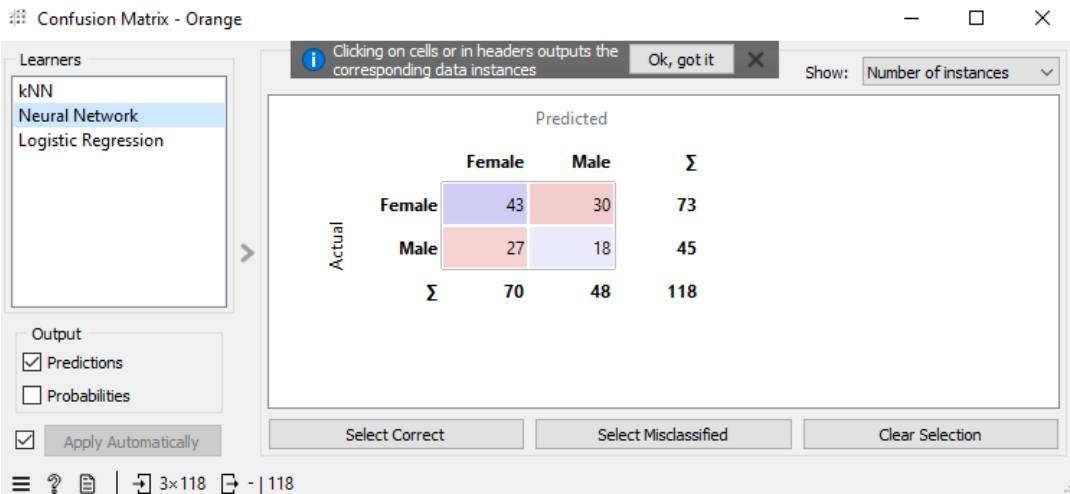 Confusion Matrix - Orange
Learners
kNN
Neural Network
Logistic Regression
Output
Predictions
Probabilities
Apply Automatically
Clicking on cells or in headers outputs the
corresponding data instances
Ok, got it
Show: Number of instances
Predicted
Female Male Σ
Actual
Female 43 30 73
Male 27 18 45
Σ 70 48 118
Select Correct Select Misclassified Clear Selection
3×118 - | 118